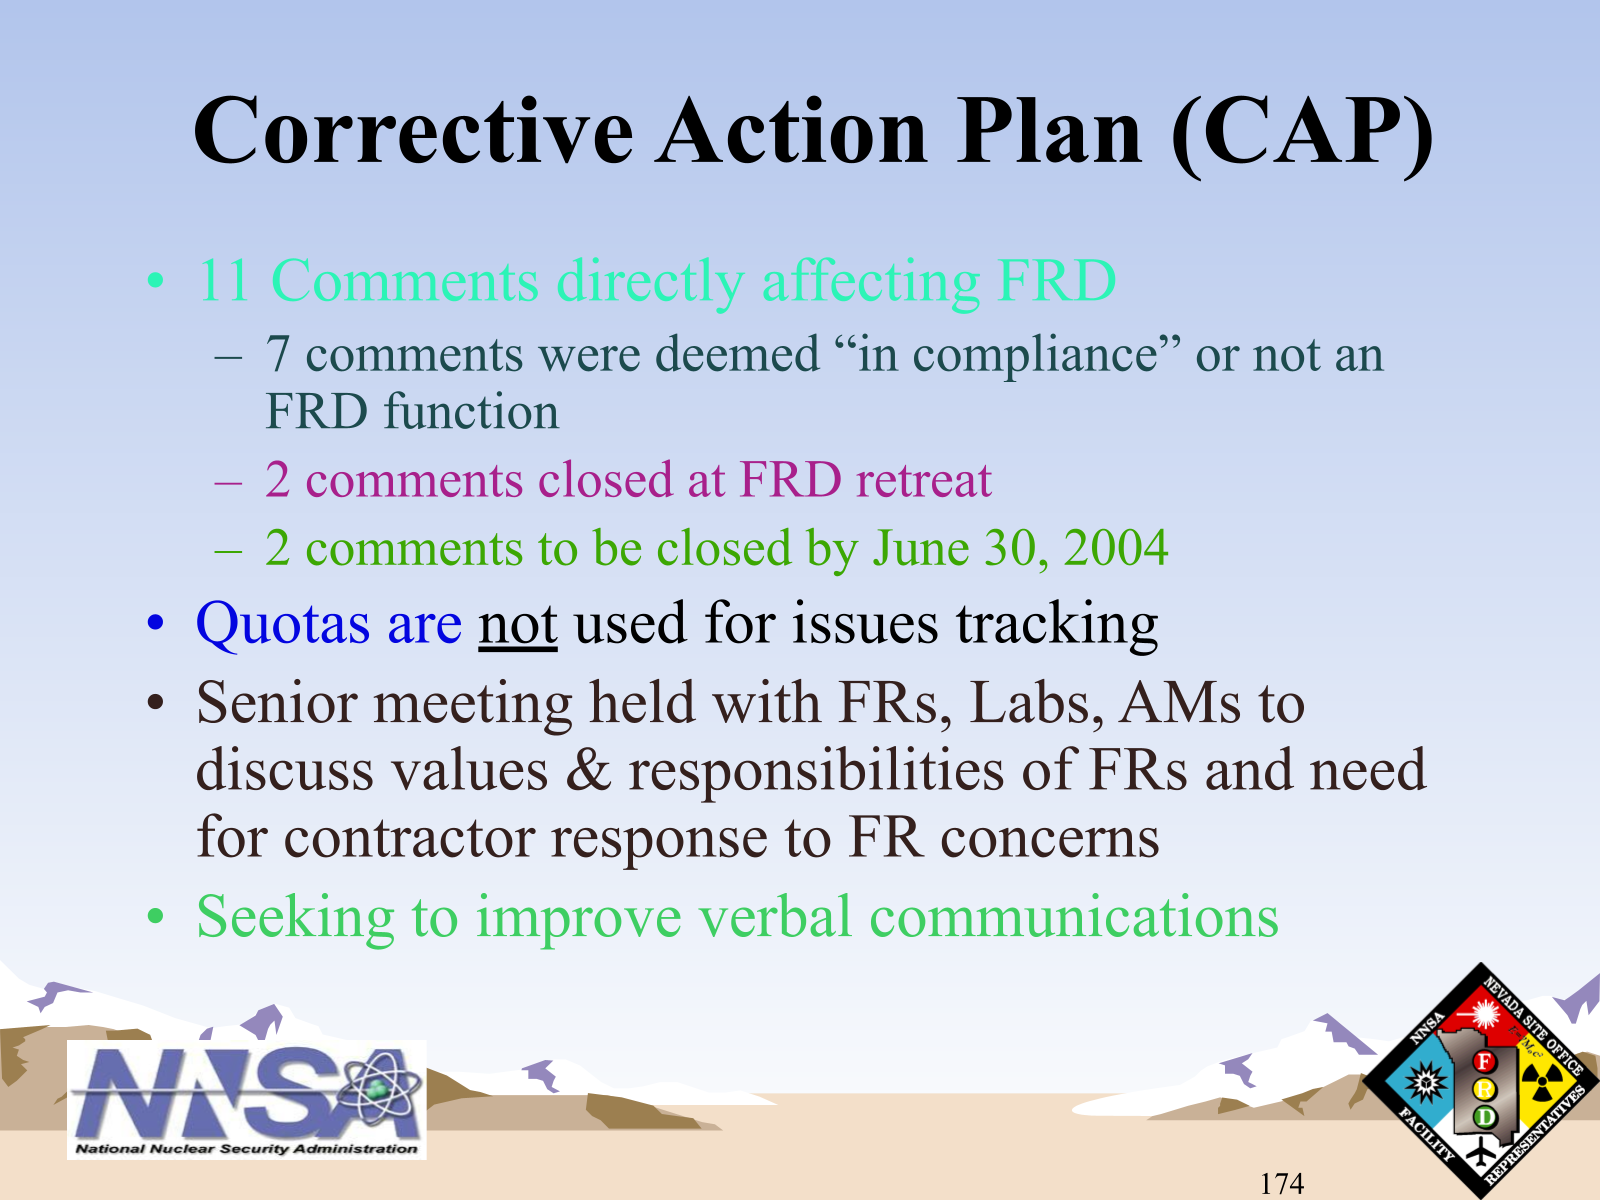 Corrective Action Plan (CAP)
• 11 Comments directly affecting FRD
– 7 comments were deemed “in compliance” or not an
FRD function
– 2 comments closed at FRD retreat
– 2 comments to be closed by June 30, 2004
• Quotas are not used for issues tracking
• Senior meeting held with FRs, Labs, AMs to
discuss values & responsibilities of FRs and need
for contractor response to FR concerns
• Seeking to improve verbal communications
NNSA
National Nuclear Security Administration
NNSA
NEVADA SITE OFFICE
F
R
D
FACILITY
REPRESENTATIVES
174